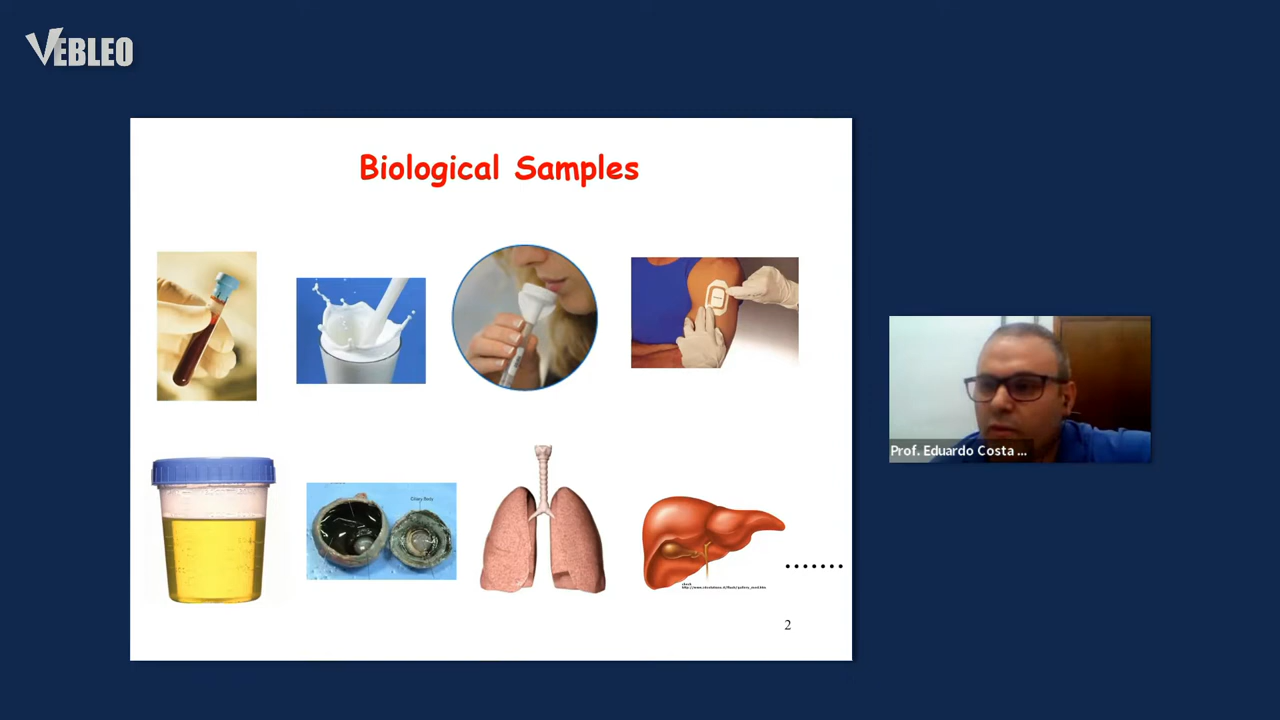 VEBLEO
Biological Samples
Ciliary Body
Prof. Eduardo Costa ...
.......
2